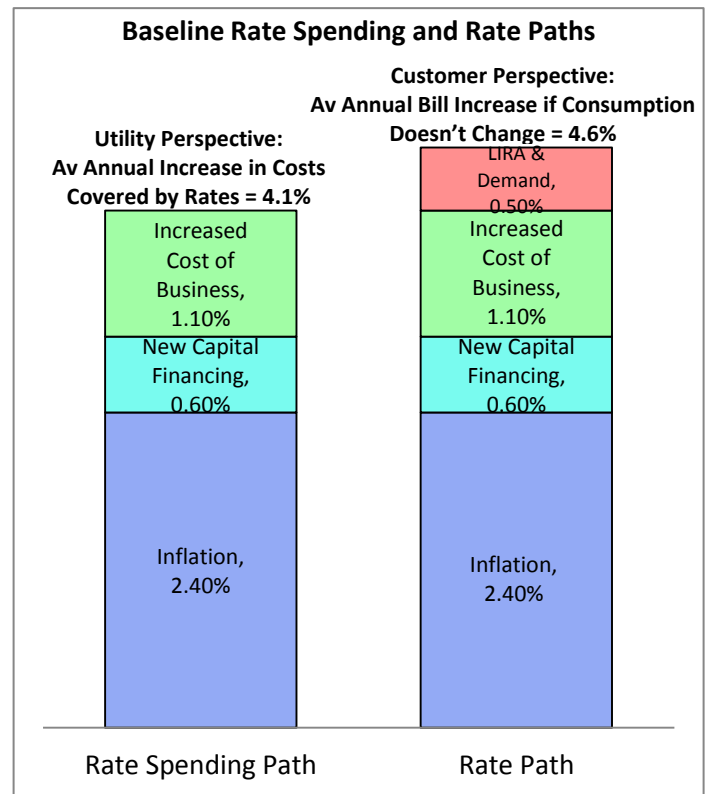 Baseline Rate Spending and Rate Paths
Utility Perspective:
Av Annual Increase in Costs
Covered by Rates = 4.1%
Customer Perspective:
Av Annual Bill Increase if Consumption
Doesn't Change = 4.6%
Increased
Cost of
Business,
1.10%
New Capital
Financing,
0.60%
Inflation,
2.40%
LIRA &
Demand,
0.50%
Increased
Cost of
Business,
1.10%
New Capital
Financing,
0.60%
Inflation,
2.40%
Rate Spending Path
Rate Path